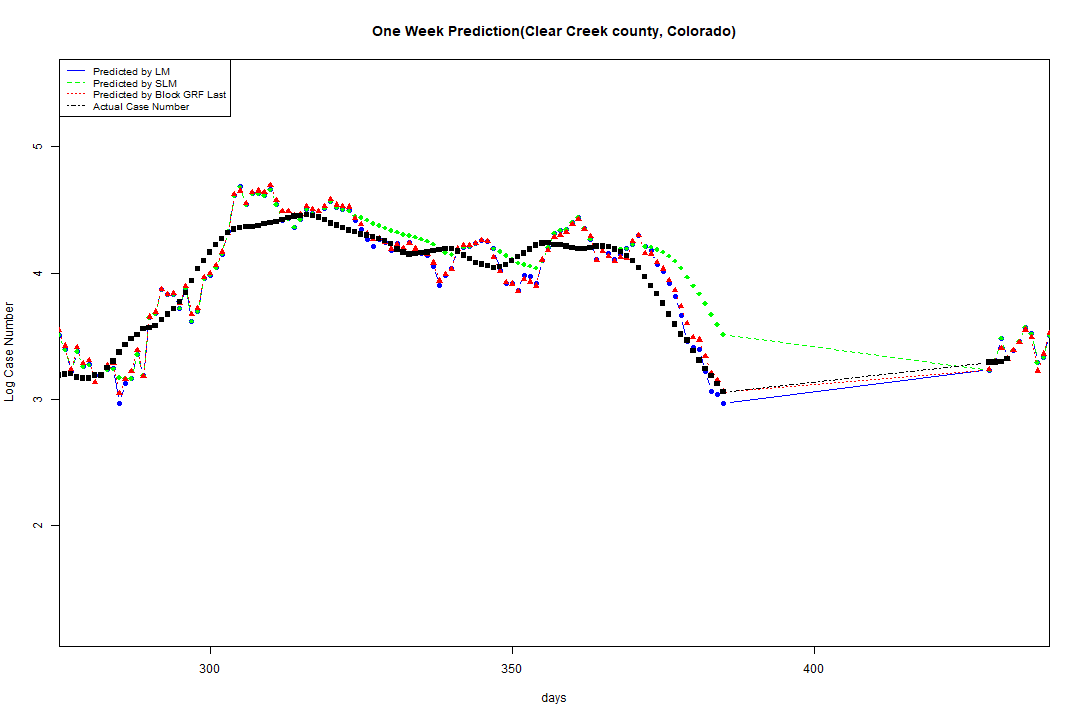 One Week Prediction(Clear Creek county, Colorado)
Predicted by LM
Predicted by SLM
Predicted by Block GRF Last
Actual Case Number
5
4
3
2
Log Case Number
300 350 400
days